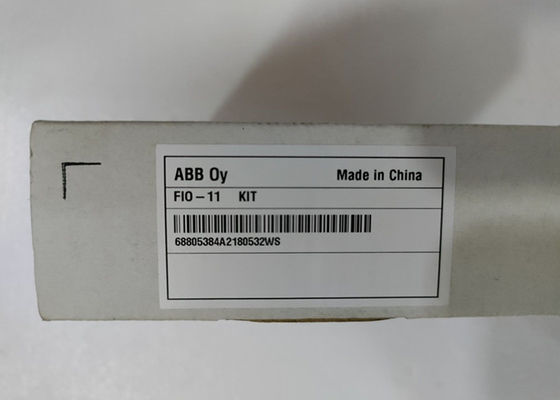 ABB Oy Made in China
FIO-11 KIT
68805384A2180532WS